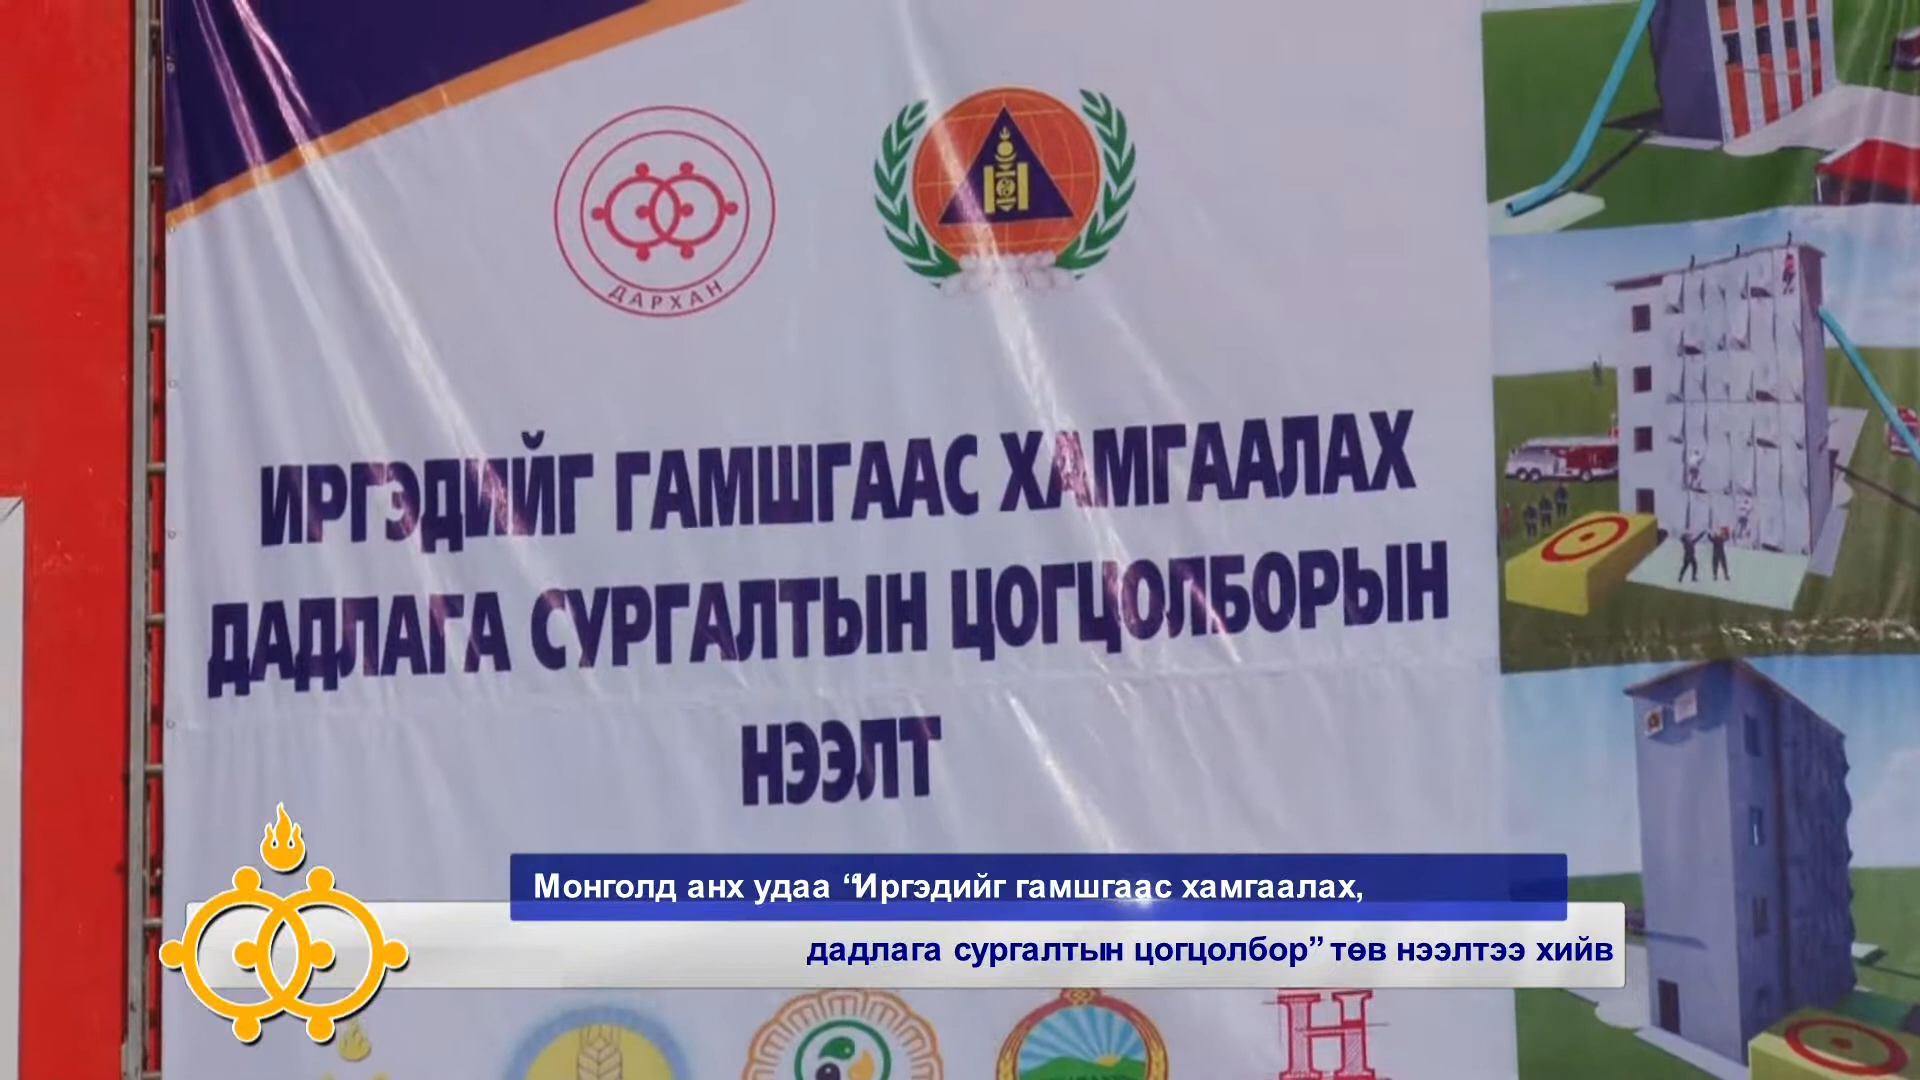 ДАРХАН
ИРГЭДИЙГ ГАМШГААС ХАМГААЛАХ
ДАДЛАГА СУРГАЛТЫН ЦОГЦОЛБОРЫН
НЭЭЛТ
Монголд анх удаа “Иргэдийг гамшгаас хамгаалах,
дадлага сургалтын цогцолбор” төв нээлтээ хийв
Н